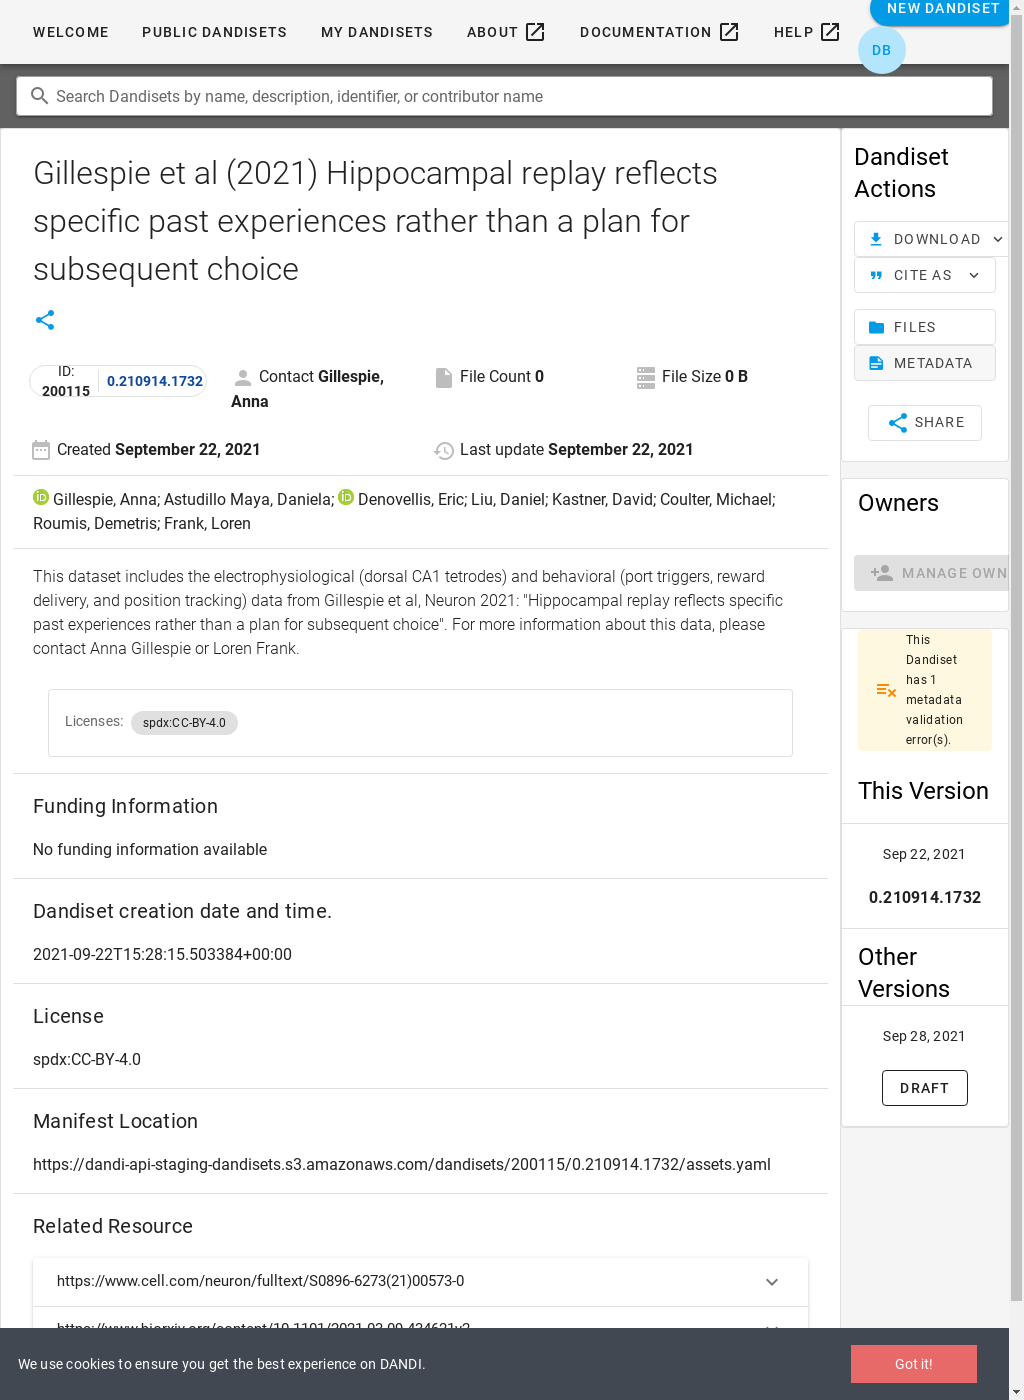 WELCOME PUBLIC DANDISETS MY DANDISETS ABOUT DOCUMENTATION HELP NEW DANDISET
DB
Search Dandisets by name, description, identifier, or contributor name
Gillespie et al (2021) Hippocampal replay reflects
specific past experiences rather than a plan for
subsequent choice
ID:
200115
0.210914.1732
Contact Gillespie,
Anna
File Count 0
File Size 0 B
Created September 22, 2021
Last update September 22, 2021
Gillespie, Anna; Astudillo Maya, Daniela; iD Denovellis, Eric; Liu, Daniel; Kastner, David; Coulter, Michael;
Roumis, Demetris; Frank, Loren
This dataset includes the electrophysiological (dorsal CA1 tetrodes) and behavioral (port triggers, reward
delivery, and position tracking) data from Gillespie et al, Neuron 2021: "Hippocampal replay reflects specific
past experiences rather than a plan for subsequent choice". For more information about this data, please
contact Anna Gillespie or Loren Frank.
Licenses: spdx:CC-BY-4.0
Funding Information
No funding information available
Dandiset creation date and time.
2021-09-22T15:28:15.503384+00:00
License
spdx:CC-BY-4.0
Manifest Location
https://dandi-api-staging-dandisets.s3.amazonaws.com/dandisets/200115/0.210914.1732/assets.yaml
Related Resource
https://www.cell.com/neuron/fulltext/S0896-6273(21)00573-0
Dandiset
Actions
DOWNLOAD
CITE AS
FILES
METADATA
SHARE
Owners
MANAGE OWN
This
Dandiset
has 1
metadata
validation
error(s).
This Version
Sep 22, 2021
0.210914.1732
Other
Versions
Sep 28, 2021
DRAFT
We use cookies to ensure you get the best experience on DANDI.
Got it!